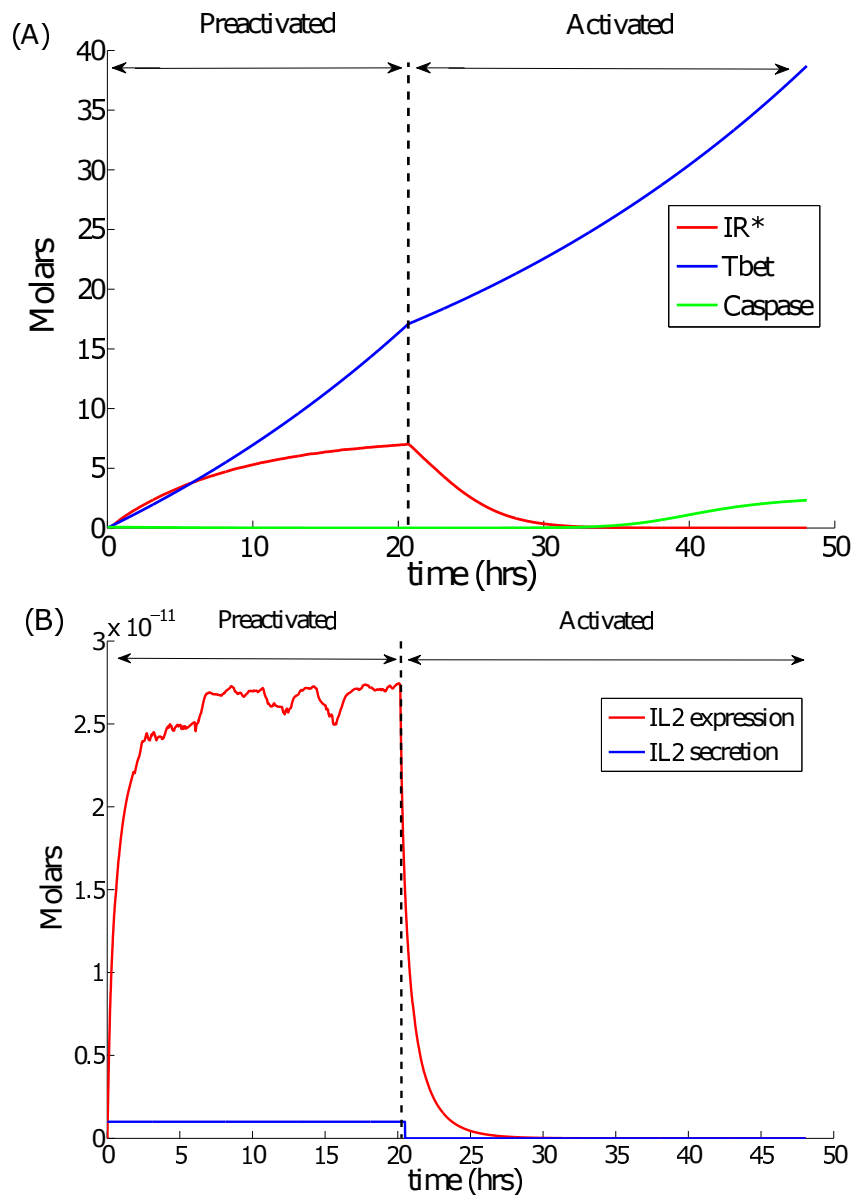 (A)
Preactivated
Activated
40
35
30
25
20
15
10
5
0
Molars
IR*
Tbet
Caspase
0 10 20 30 40 50
time (hrs)
(B)
Preactivated
Activated
3 x 10⁻¹¹
2.5
2
1.5
1
0.5
0
Molars
IL2 expression
IL2 secretion
0 5 10 15 20 25 30 35 40 45 50
time (hrs)